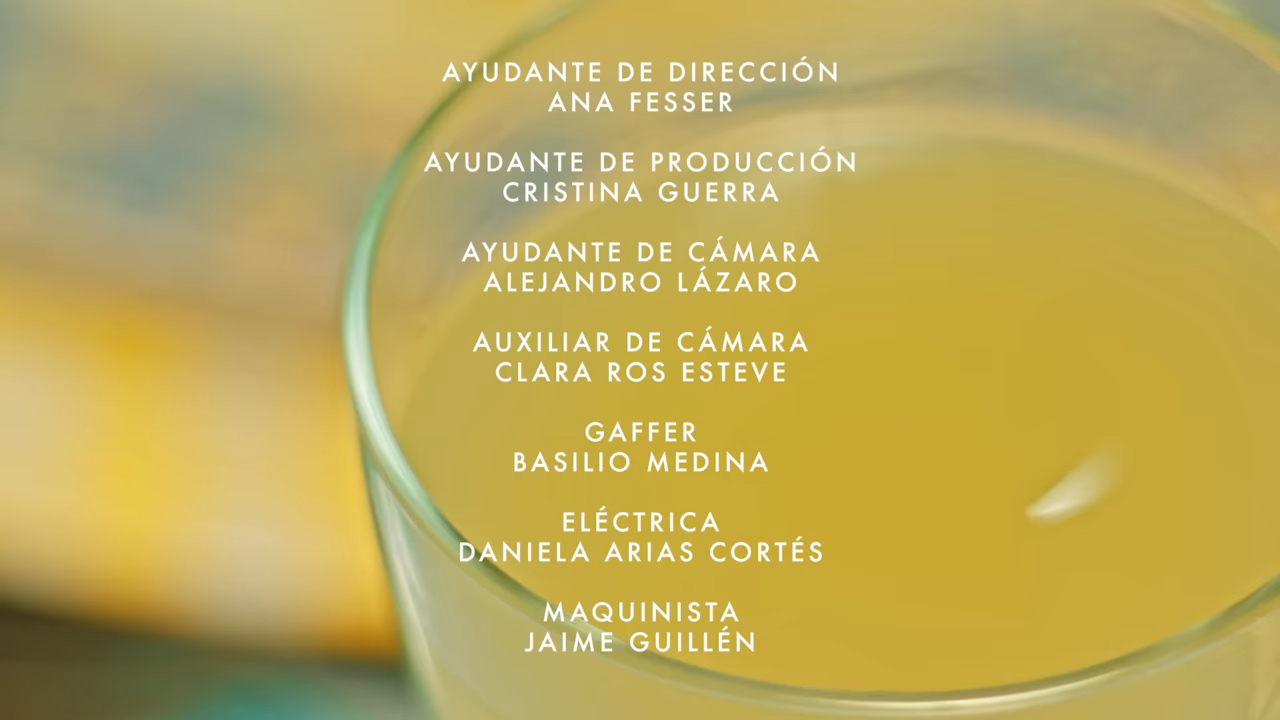 AYUDANTE DE DIRECCIÓN
ANA FESSER
AYUDANTE DE PRODUCCIÓN
CRISTINA GUERRA
AYUDANTE DE CÁMARA
ALEJANDRO LÁZARO
AUXILIAR DE CÁMARA
CLARA ROS ESTEVE
GAFFER
BASILIO MEDINA
ELÉCTRICA
DANIELA ARIAS CORTÉS
MAQUINISTA
JAIME GUILLÉN